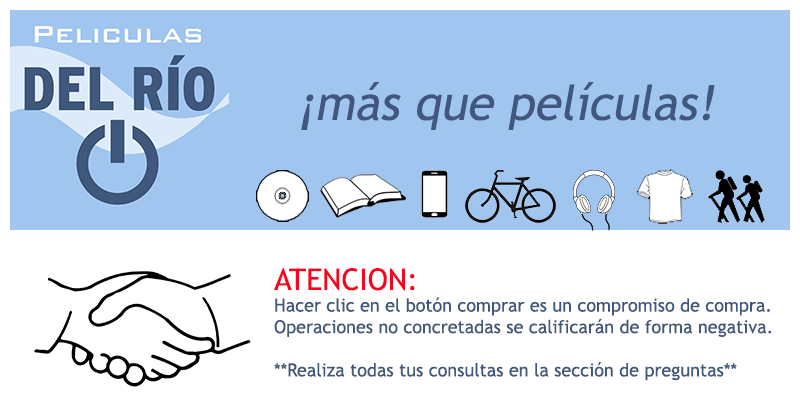 PELICULAS
DEL RÍO
¡más que películas!
ATENCION:
Hacer clic en el botón comprar es un compromiso de compra.
Operaciones no concretadas se calificarán de forma negativa.
**Realiza todas tus consultas en la sección de preguntas**